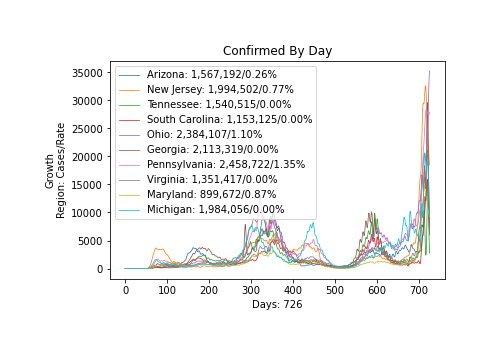 Confirmed By Day
Growth
Region: Cases/Rate
35000
30000
25000
20000
15000
10000
5000
0
Arizona: 1,567,192/0.26%
New Jersey: 1,994,502/0.77%
Tennessee: 1,540,515/0.00%
South Carolina: 1,153,125/0.00%
Ohio: 2,384,107/1.10%
Georgia: 2,113,319/0.00%
Pennsylvania: 2,458,722/1.35%
Virginia: 1,351,417/0.00%
Maryland: 899,672/0.87%
Michigan: 1,984,056/0.00%
0 100 200 300 400 500 600 700
Days: 726